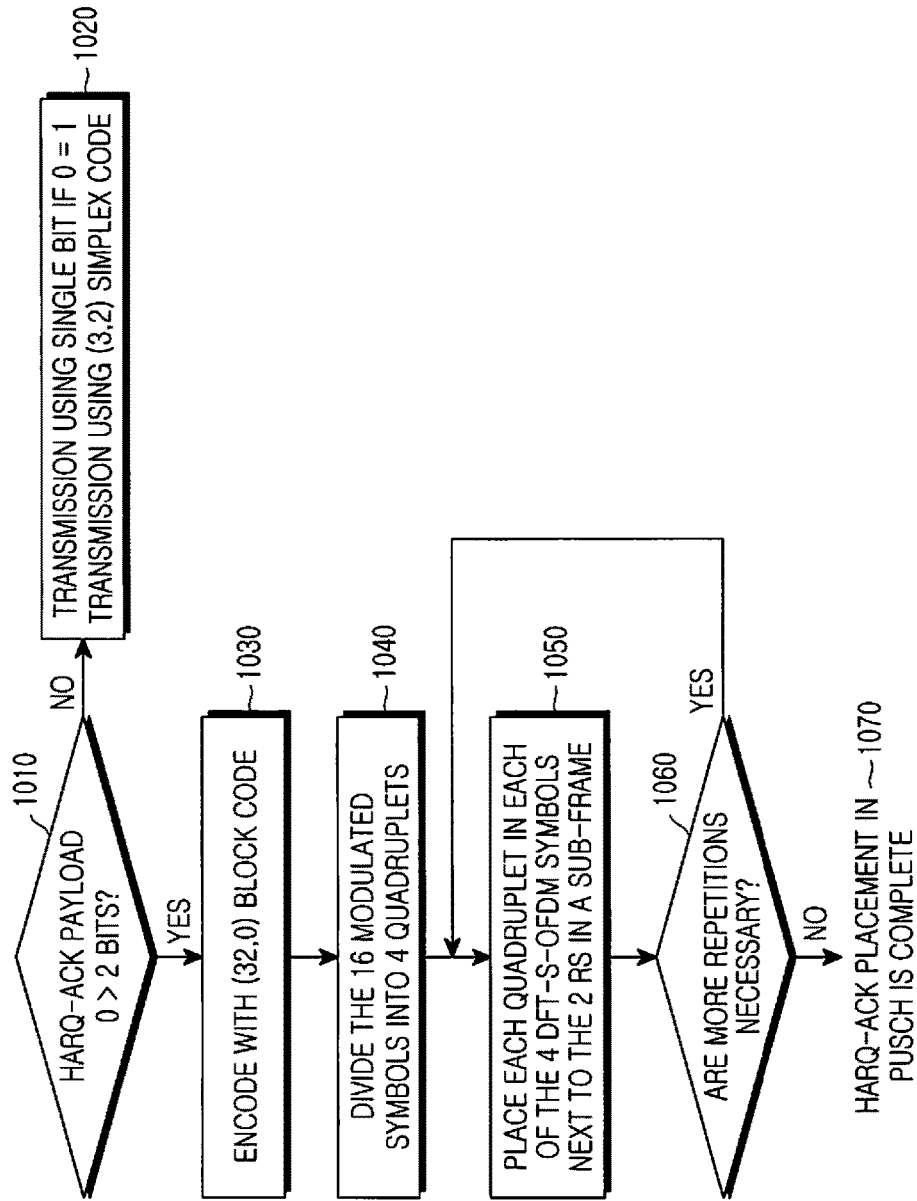 1010
HARQ-ACK PAYLOAD
0 > 2 BITS?
NO
YES
TRANSMISSION USING SINGLE BIT IF 0 = 1
TRANSMISSION USING (3,2) SIMPLEX CODE
1020
ENCODE WITH (32,0) BLOCK CODE
1030
DIVIDE THE 16 MODULATED
SYMBOLS INTO 4 QUADRUPLETS
1040
PLACE EACH QUADRUPLET IN EACH
OF THE 4 DFT-S-OFDM SYMBOLS
NEXT TO THE 2 RS IN A SUB-FRAME
1050
1060
ARE MORE REPETITIONS
NECESSARY?
YES
NO
HARQ-ACK PLACEMENT IN
PUSCH IS COMPLETE
1070